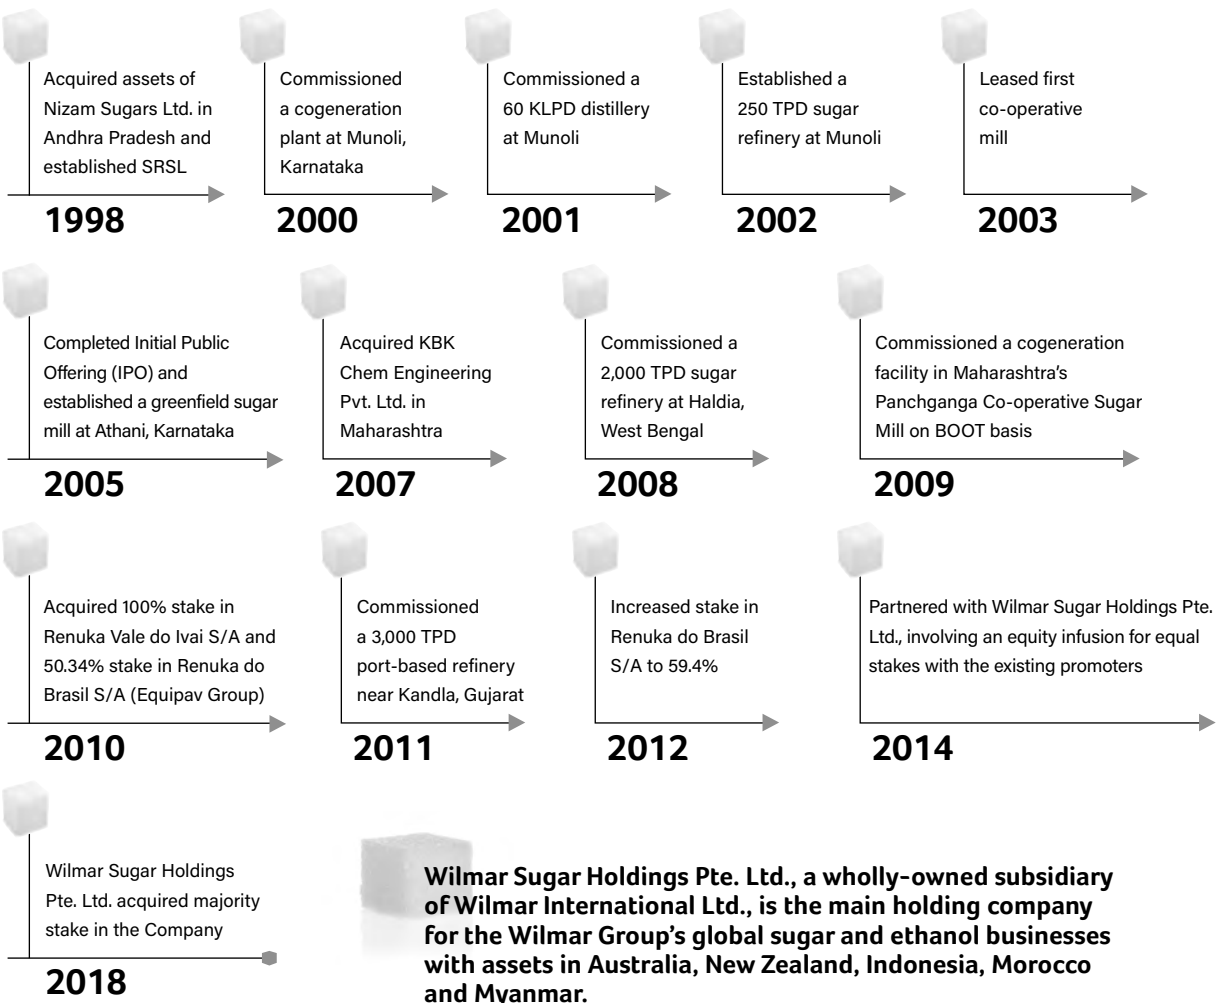 Acquired assets of
Nizam Sugars Ltd. in
Andhra Pradesh and
established SRSL
1998
Commissioned
a cogeneration
plant at Munoli,
Karnataka
2000
Commissioned a
60 KLPD distillery
at Munoli
2001
Established a
250 TPD sugar
refinery at Munoli
2002
Leased first
co-operative
mill
2003
Completed Initial Public
Offering (IPO) and
established a greenfield sugar
mill at Athani, Karnataka
2005
Acquired KBK
Chem Engineering
Pvt. Ltd. in
Maharashtra
2007
Commissioned a
2,000 TPD sugar
refinery at Haldia,
West Bengal
2008
Commissioned a cogeneration
facility in Maharashtra's
Panchganga Co-operative Sugar
Mill on BOOT basis
2009
Acquired 100% stake in
Renuka Vale do Ivai S/A and
50.34% stake in Renuka do
Brasil S/A (Equipav Group)
2010
Commissioned
a 3,000 TPD
port-based refinery
near Kandla, Gujarat
2011
Increased stake in
Renuka do Brasil
S/A to 59.4%
2012
Partnered with Wilmar Sugar Holdings Pte.
Ltd., involving an equity infusion for equal
stakes with the existing promoters
2014
Wilmar Sugar Holdings
Pte. Ltd. acquired majority
stake in the Company
2018
Wilmar Sugar Holdings Pte. Ltd., a wholly-owned subsidiary
of Wilmar International Ltd., is the main holding company
for the Wilmar Group's global sugar and ethanol businesses
with assets in Australia, New Zealand, Indonesia, Morocco
and Myanmar.